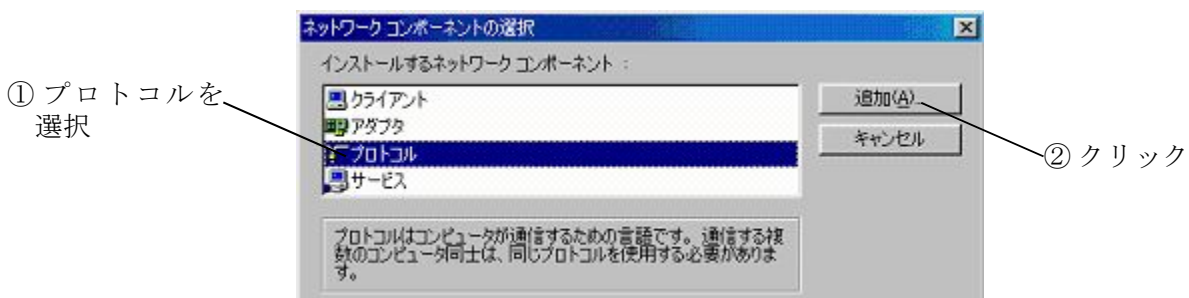 ネットワーク コンポーネントの選択
インストールするネットワーク コンポーネント :
① プロトコルを
選択
クライアント
アダプタ
プロトコル
サービス
追加(A)...
キャンセル
② クリック
プロトコルはコンピュータが通信するための言語です。通信する複
数のコンピュータ同士は、同じプロトコルを使用する必要がありま
す。